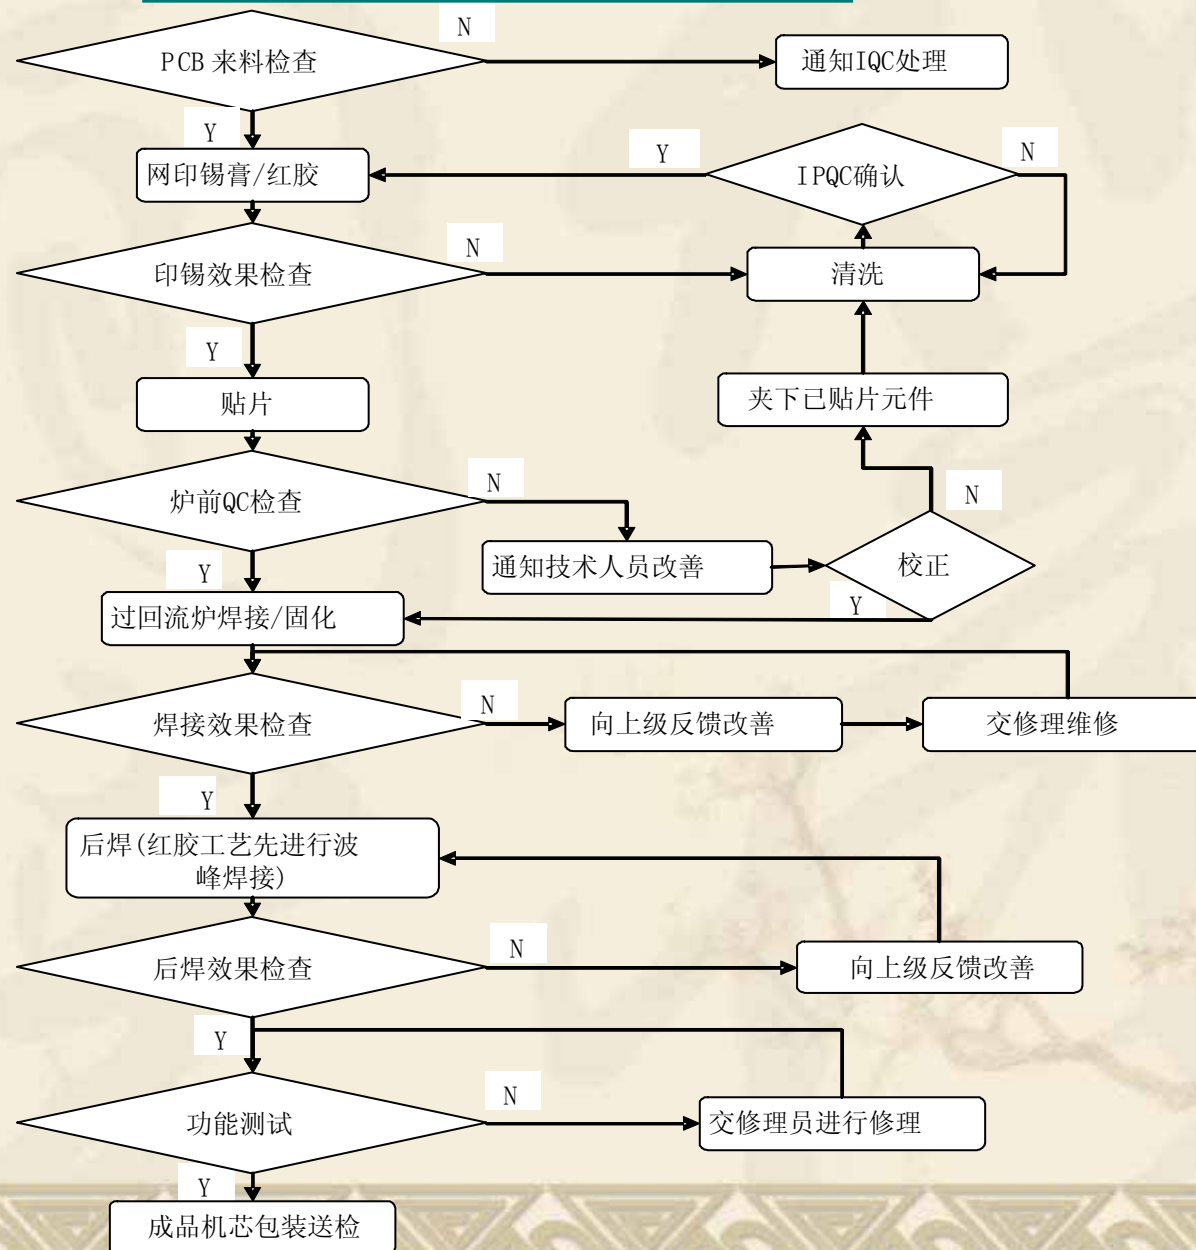 N
PCB来料检查
通知IQC处理
Y
Y
N
网印锡膏/红胶
IPQC确认
N
印锡效果检查
清洗
Y
贴片
夹下已贴片元件
N
N
炉前QC检查
通知技术人员改善
校正
Y
Y
过回流炉焊接/固化
N
焊接效果检查
向上级反馈改善
交修理维修
Y
后焊(红胶工艺先进行波
峰焊接)
N
后焊效果检查
向上级反馈改善
Y
N
功能测试
交修理员进行修理
Y
成品机芯包装送检